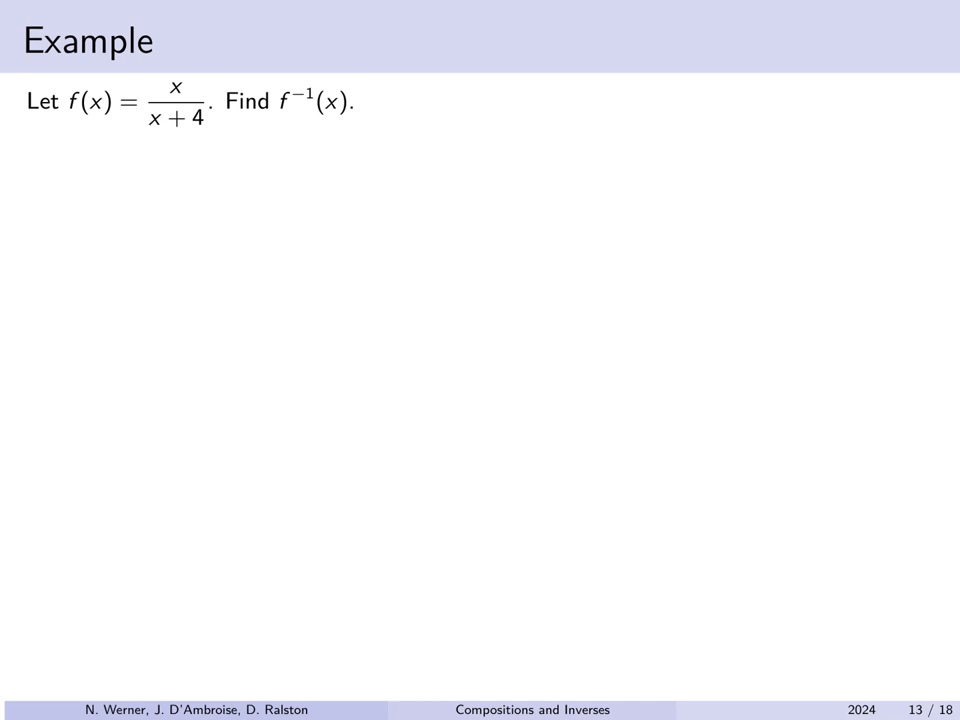 Example
Let f(x) = x/(x + 4). Find f⁻¹(x).
N. Werner, J. D'Ambroise, D. Ralston Compositions and Inverses 2024 13 / 18